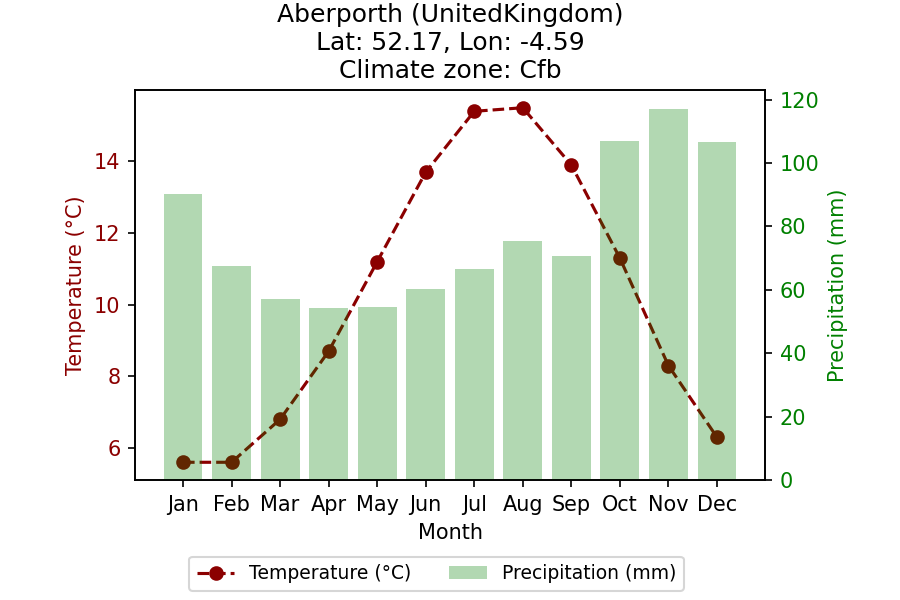 Aberporth (UnitedKingdom)
Lat: 52.17, Lon: -4.59
Climate zone: Cfb
Temperature (°C)
14
12
10
8
6
120
100
80
60
40
20
0
Precipitation (mm)
Jan Feb Mar Apr May Jun Jul Aug Sep Oct Nov Dec
Month
Temperature (°C) Precipitation (mm)